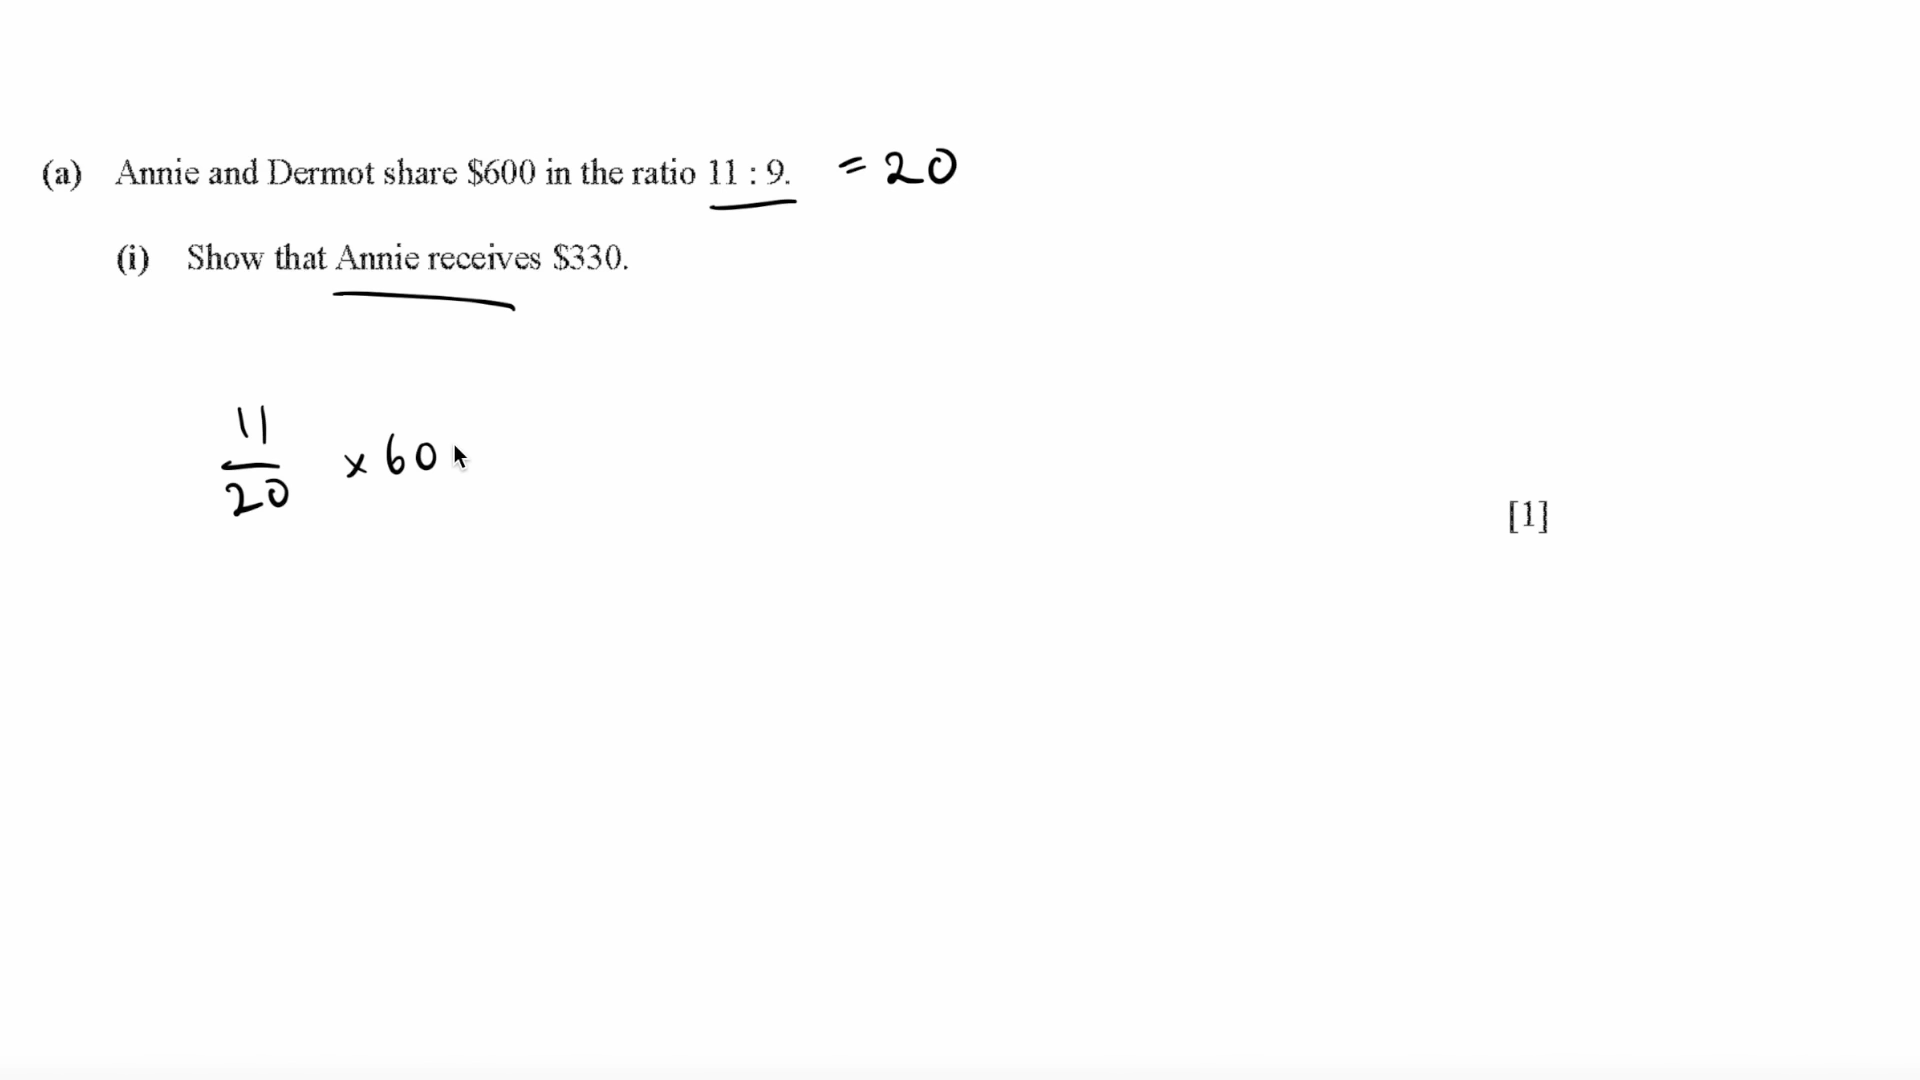 (a) Annie and Dermot share $600 in the ratio 11 : 9. = 20
(i) Show that Annie receives $330.
11
20 × 60
[1]